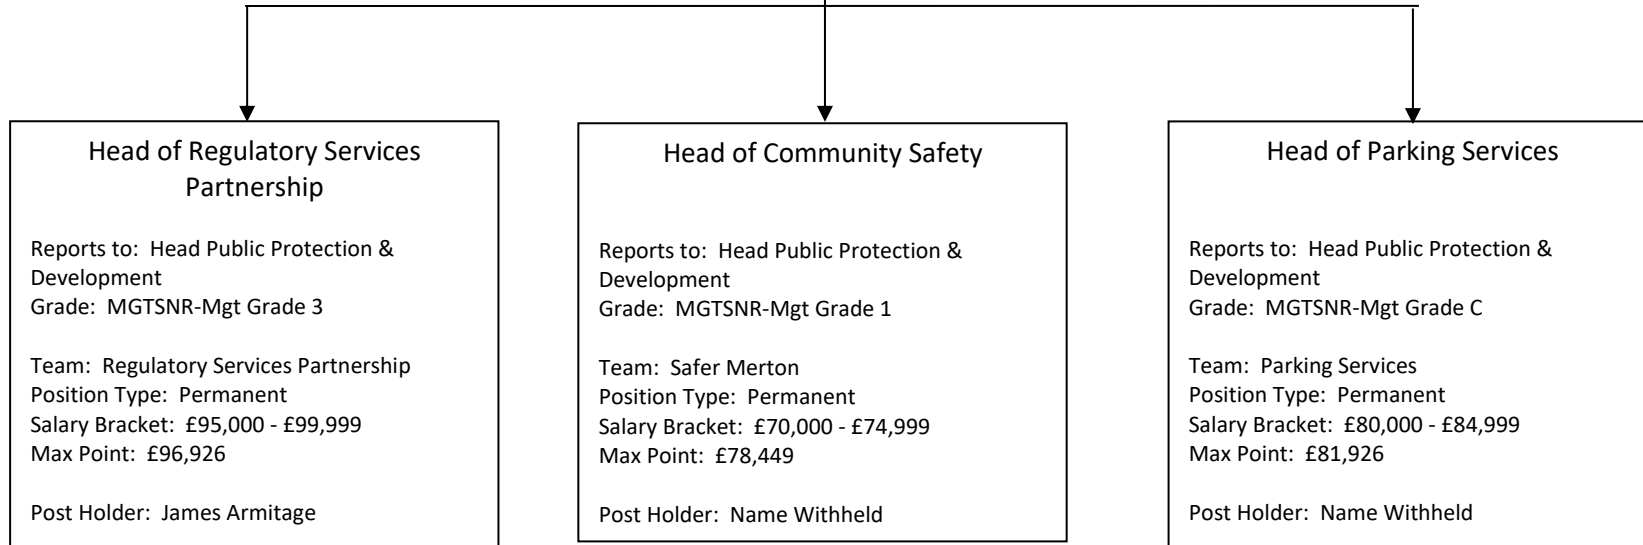 Head of Regulatory Services
Partnership
Reports to: Head Public Protection &
Development
Grade: MGTSNR-Mgt Grade 3
Team: Regulatory Services Partnership
Position Type: Permanent
Salary Bracket: £95,000 - £99,999
Max Point: £96,926
Post Holder: James Armitage
Head of Community Safety
Reports to: Head Public Protection &
Development
Grade: MGTSNR-Mgt Grade 1
Team: Safer Merton
Position Type: Permanent
Salary Bracket: £70,000 - £74,999
Max Point: £78,449
Post Holder: Name Withheld
Head of Parking Services
Reports to: Head Public Protection &
Development
Grade: MGTSNR-Mgt Grade C
Team: Parking Services
Position Type: Permanent
Salary Bracket: £80,000 - £84,999
Max Point: £81,926
Post Holder: Name Withheld